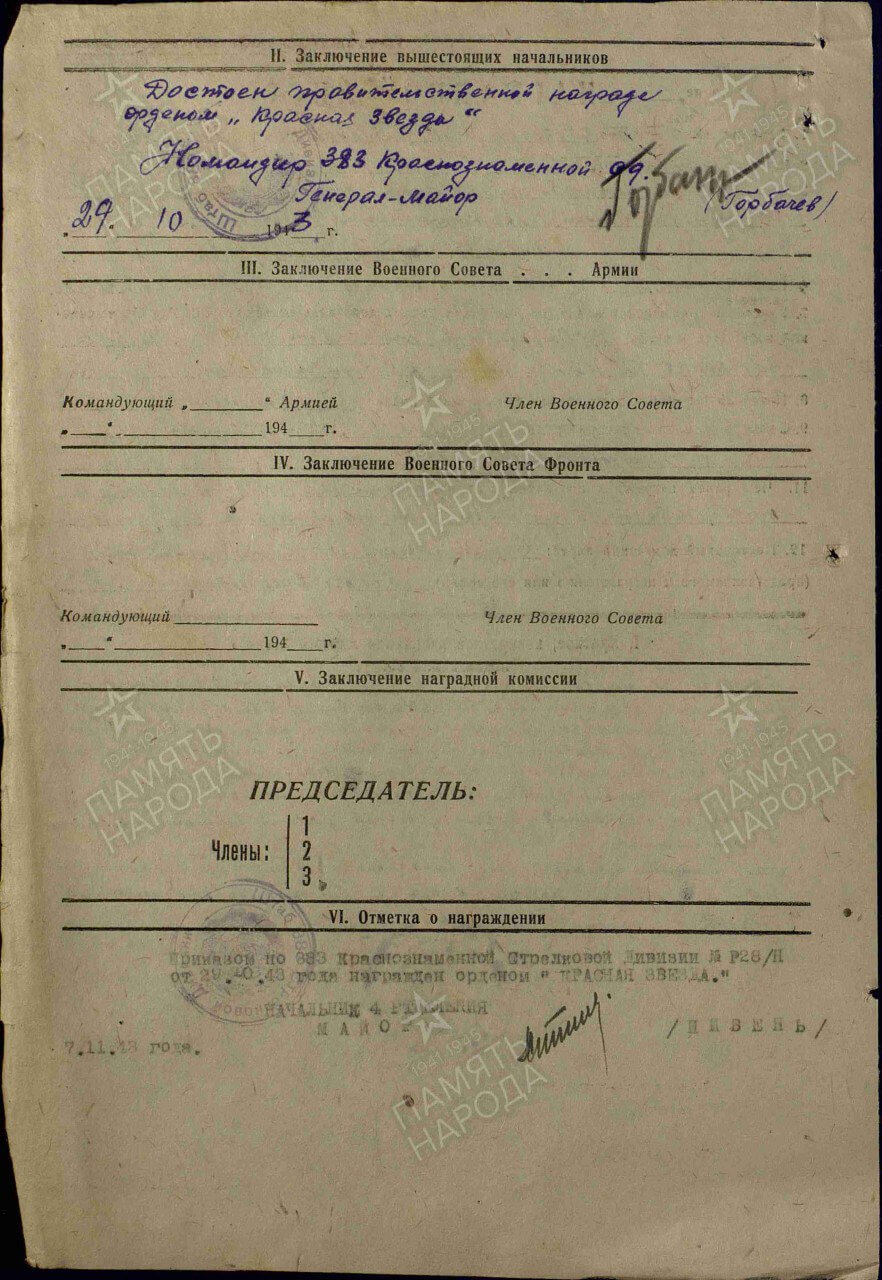 II. Заключение вышестоящих начальников
Достоен правительственной награде
орденом „Красная Звезда“
Командир 383 Краснознаменной сд.
Генерал-Майор (Горбачев)
„29." 10 1943 г.
III. Заключение Военного Совета . . . Армии
Командующий „ “ Армией Член Военного Совета
„ “ 194 г.
IV. Заключение Военного Совета Фронта
Командующий Член Военного Совета
„ “ 194 г.
V. Заключение наградной комиссии
ПРЕДСЕДАТЕЛЬ:
Члены: 1
2
3
VI. Отметка о награждении
Приказом по 383 Краснознаменной Стрелковой Дивизии № Р28/Н
от 29.10.43 года награжден орденом " КРАСНАЯ ЗВЕЗДА."
НАЧАЛЬНИК 4 ОТДЕЛЕНИЯ
МАЙОР /ПИВЕНЬ/
7.11.43 года.
1941-1945
ПАМЯТЬ
НАРОДА